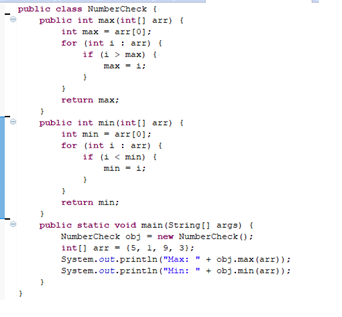 public class NumberCheck {
public int max(int[] arr) {
int max = arr[0];
for (int i : arr) {
if (i > max) {
max = i;
}
}
return max;
}
public int min(int[] arr) {
int min = arr[0];
for (int i : arr) {
if (i < min) {
min = i;
}
}
return min;
}
public static void main(String[] args) {
NumberCheck obj = new NumberCheck();
int[] arr = {5, 1, 9, 3};
System.out.println("Max: " + obj.max(arr));
System.out.println("Min: " + obj.min(arr));
}
}